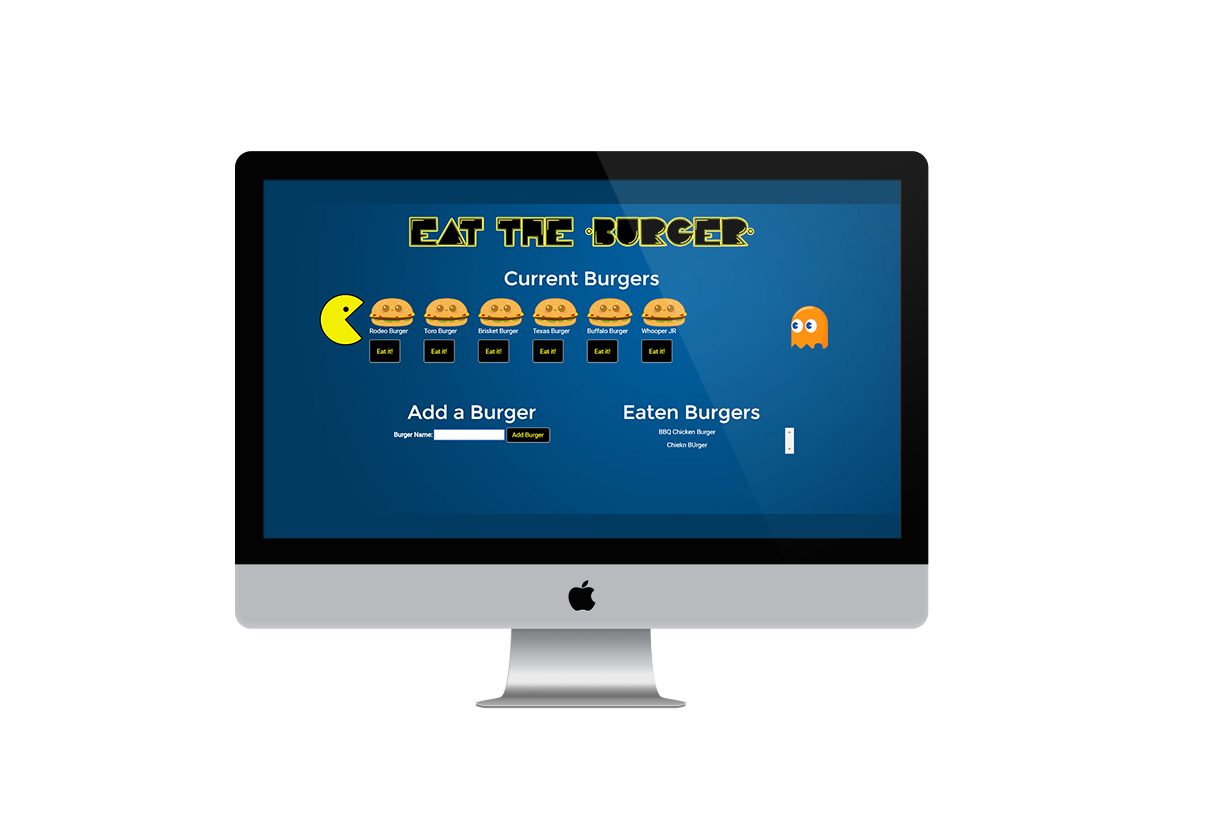 EAT THE BURGER
Current Burgers
Rodeo Burger Toro Burger Brisket Burger Texas Burger Buffalo Burger Whooper JR
Eat it! Eat it! Eat it! Eat it! Eat it! Eat it!
Add a Burger
Burger Name: Add Burger
Eaten Burgers
BBQ Chicken Burger
Chiekn BUrger